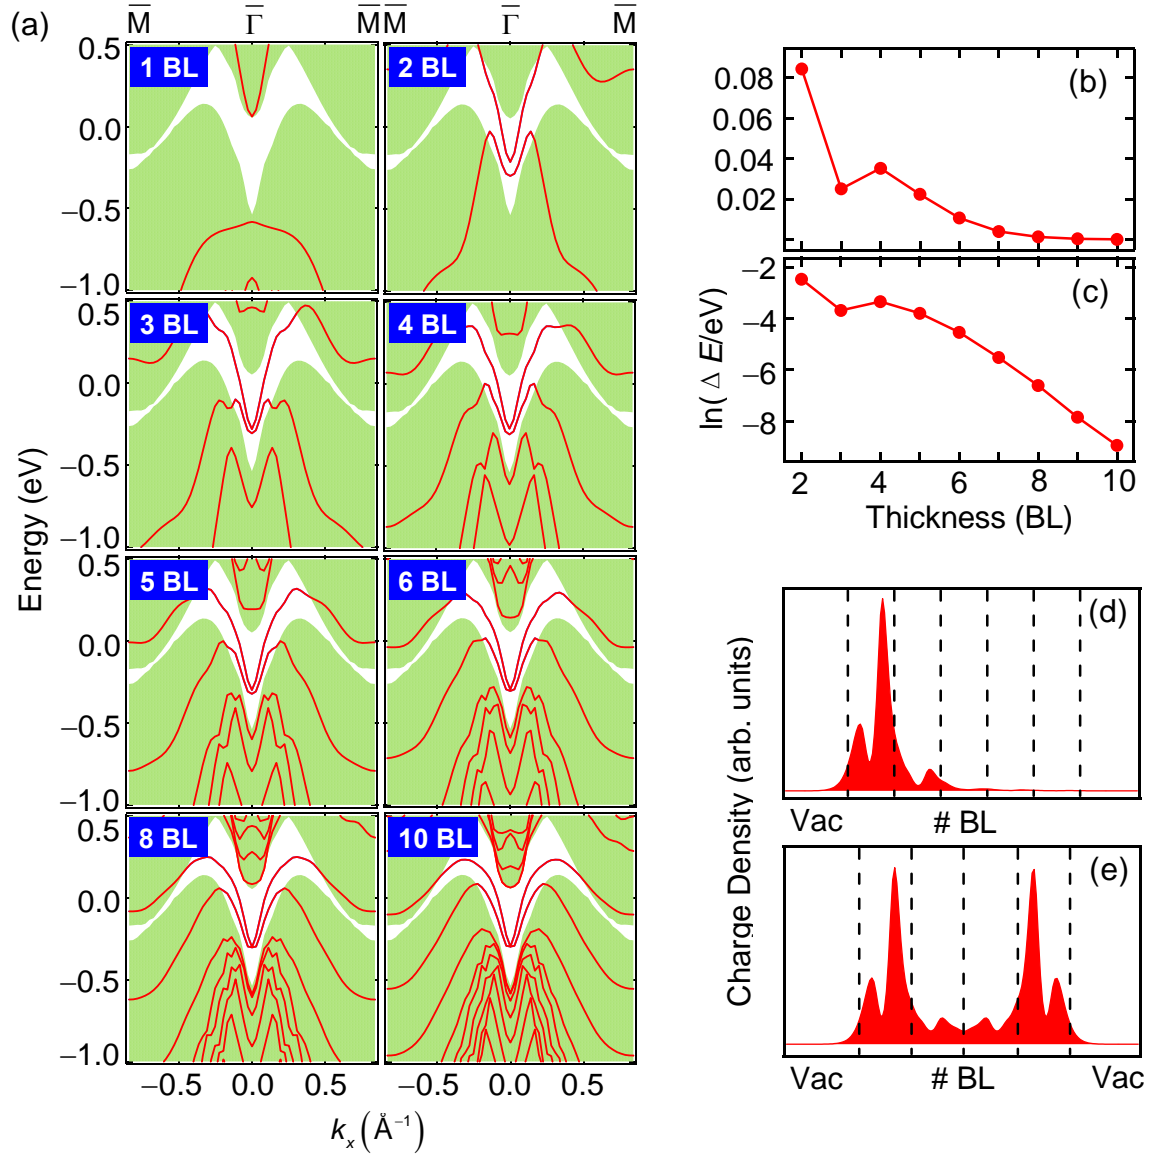 (a)
M Γ M M Γ M
1 BL
2 BL
3 BL
4 BL
5 BL
6 BL
8 BL
10 BL
0.5
0.0
−0.5
−1.0
0.5
0.0
−0.5
−1.0
0.5
0.0
−0.5
−1.0
0.5
0.0
−0.5
−1.0
Energy (eV)
−0.5 0.0 0.5 −0.5 0.0 0.5
kₓ (Å⁻¹)
(b)
0.08
0.06
0.04
0.02
(c)
−2
−4
−6
−8
ln(Δ E/eV)
2 4 6 8 10
Thickness (BL)
(d)
Vac # BL
(e)
Vac # BL Vac
Charge Density (arb. units)